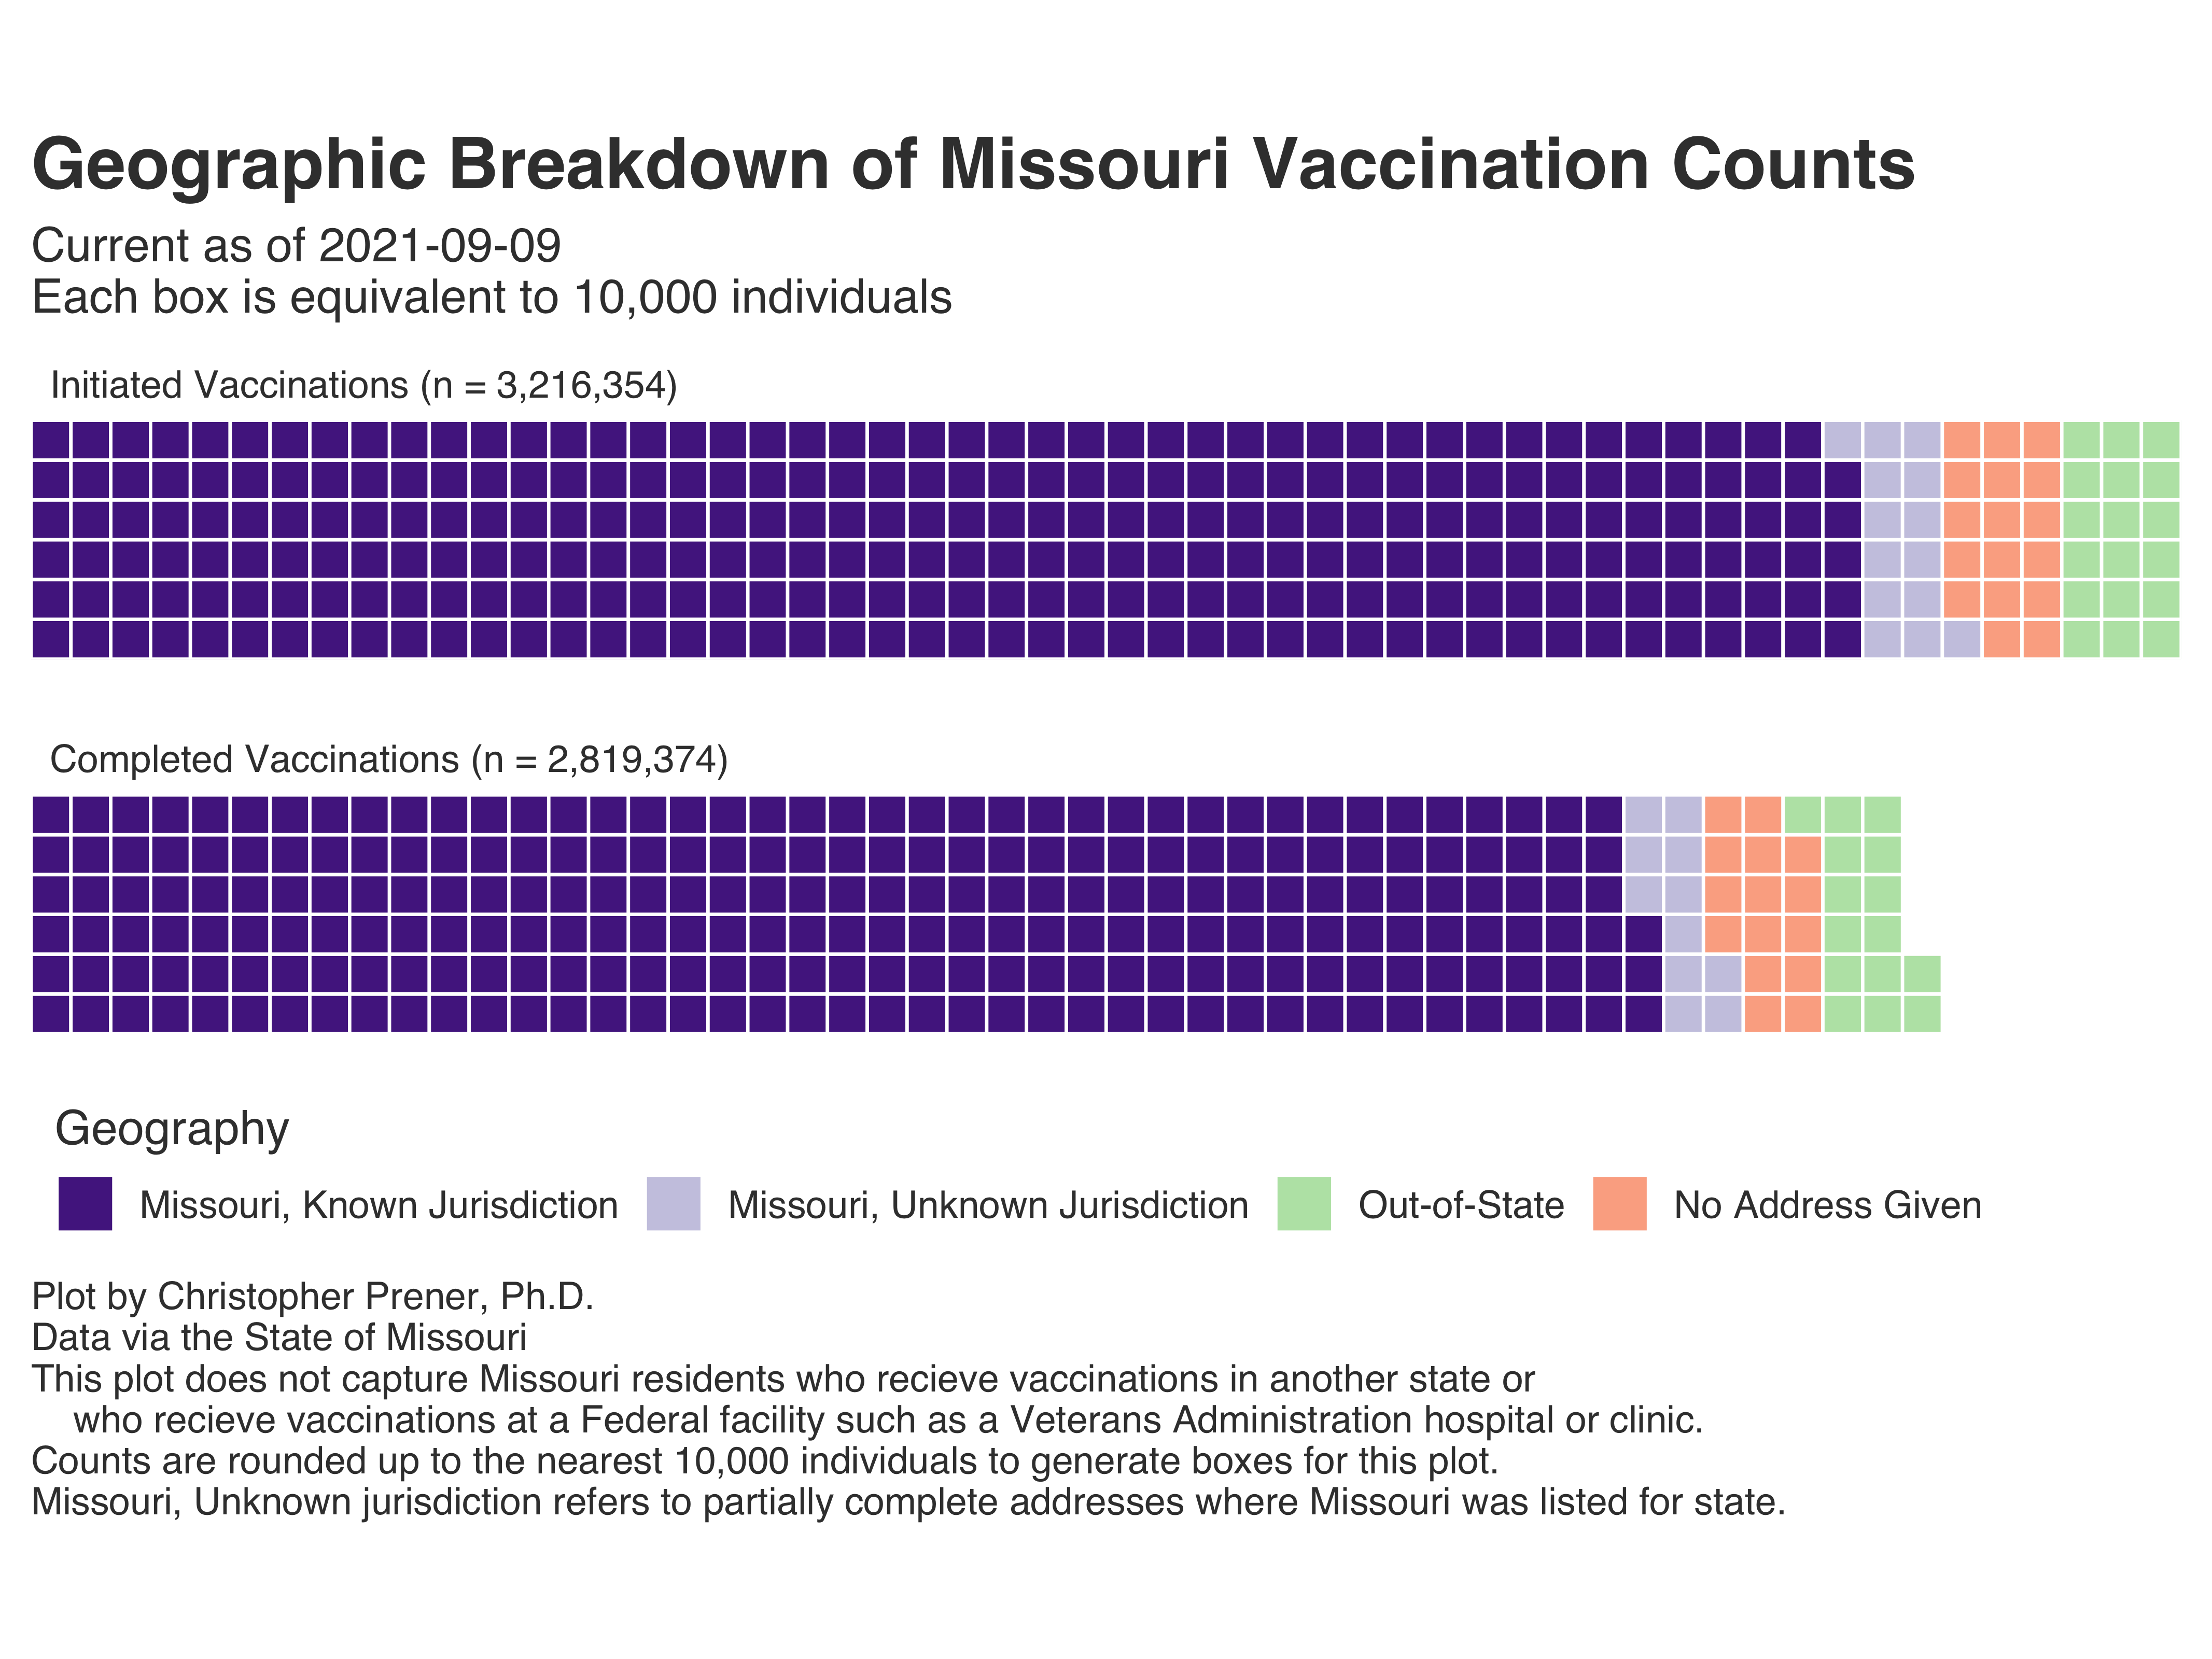 Geographic Breakdown of Missouri Vaccination Counts
Current as of 2021-09-09
Each box is equivalent to 10,000 individuals
Initiated Vaccinations (n = 3,216,354)
Completed Vaccinations (n = 2,819,374)
Geography
Missouri, Known Jurisdiction Missouri, Unknown Jurisdiction Out-of-State No Address Given
Plot by Christopher Prener, Ph.D.
Data via the State of Missouri
This plot does not capture Missouri residents who recieve vaccinations in another state or
who recieve vaccinations at a Federal facility such as a Veterans Administration hospital or clinic.
Counts are rounded up to the nearest 10,000 individuals to generate boxes for this plot.
Missouri, Unknown jurisdiction refers to partially complete addresses where Missouri was listed for state.